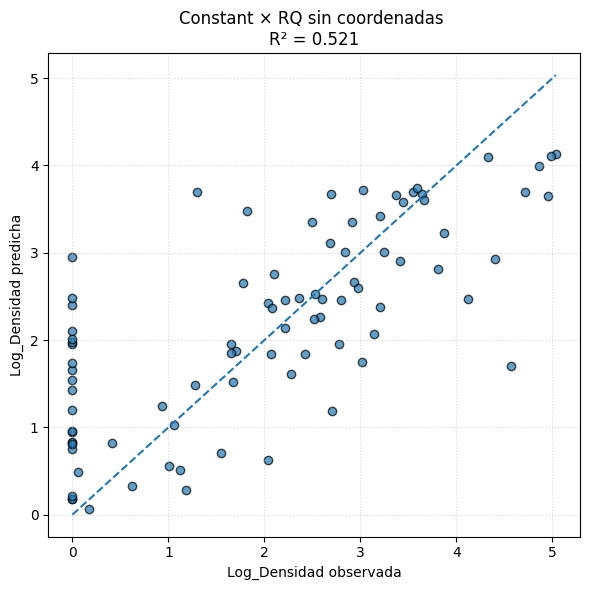 Constant × RQ sin coordenadas
R² = 0.521
5
4
3
2
1
0
Log_Densidad predicha
0 1 2 3 4 5
Log_Densidad observada